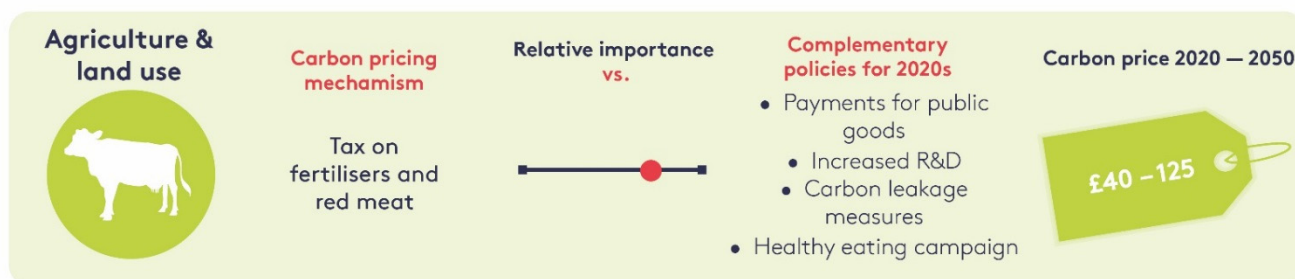 Agriculture &
land use
Carbon pricing
mechamism
Tax on
fertilisers and
red meat
Relative importance
vs.
Complementary
policies for 2020s
• Payments for public
goods
• Increased R&D
• Carbon leakage
measures
• Healthy eating campaign
Carbon price 2020 — 2050
£40 – 125